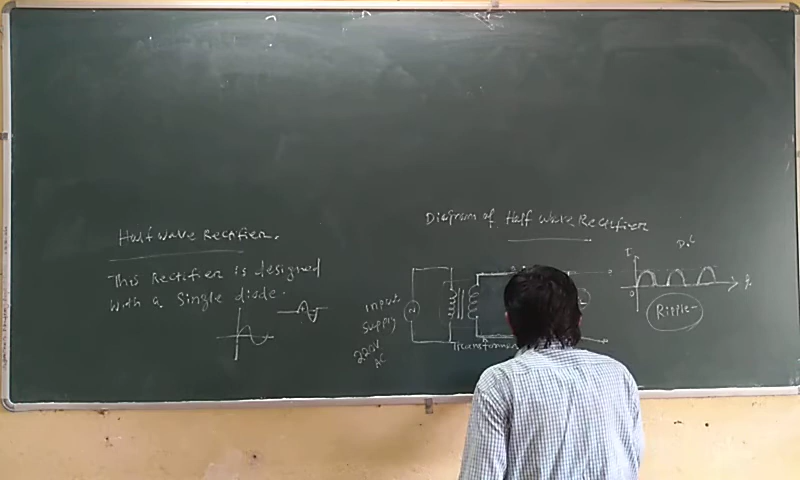 Half wave Rectifier.
This Rectifier is designed
with a Single diode.
Diagram of Half Wave Rectifier
Input
Supply
220V
AC
N
Transformer
I
0
Ripple